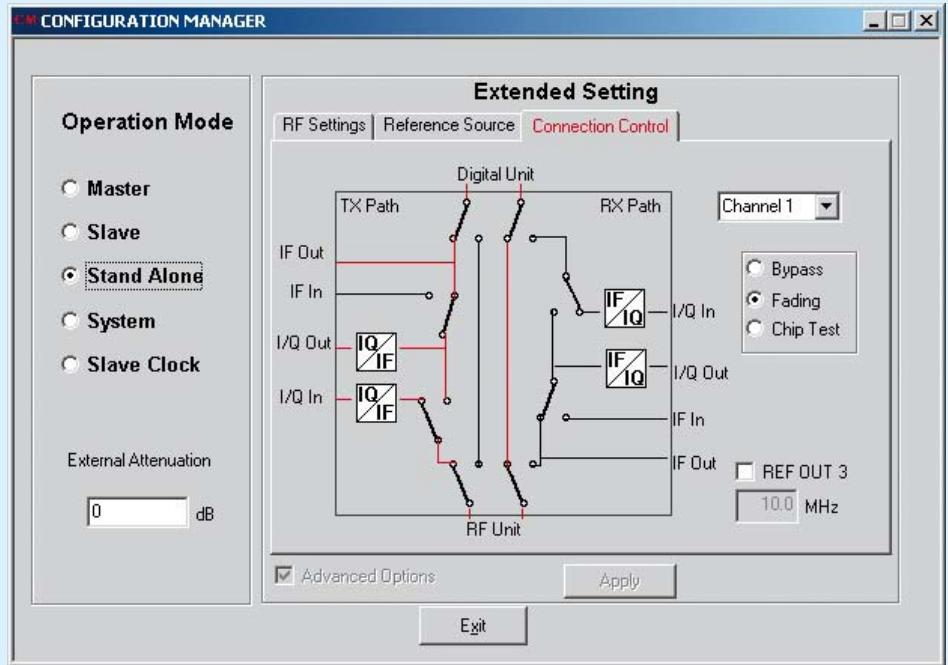 CM CONFIGURATION MANAGER
Operation Mode
Master
Slave
Stand Alone
System
Slave Clock
External Attenuation
0 dB
Extended Setting
RF Settings
Reference Source
Connection Control
Digital Unit
TX Path
RX Path
IF Out
IF In
I/Q Out
IQ
IF
I/Q In
IQ
IF
IF
IQ
I/Q In
IF
IQ
I/Q Out
IF In
IF Out
RF Unit
Channel 1
Bypass
Fading
Chip Test
REF OUT 3
10.0 MHz
Advanced Options
Apply
Exit